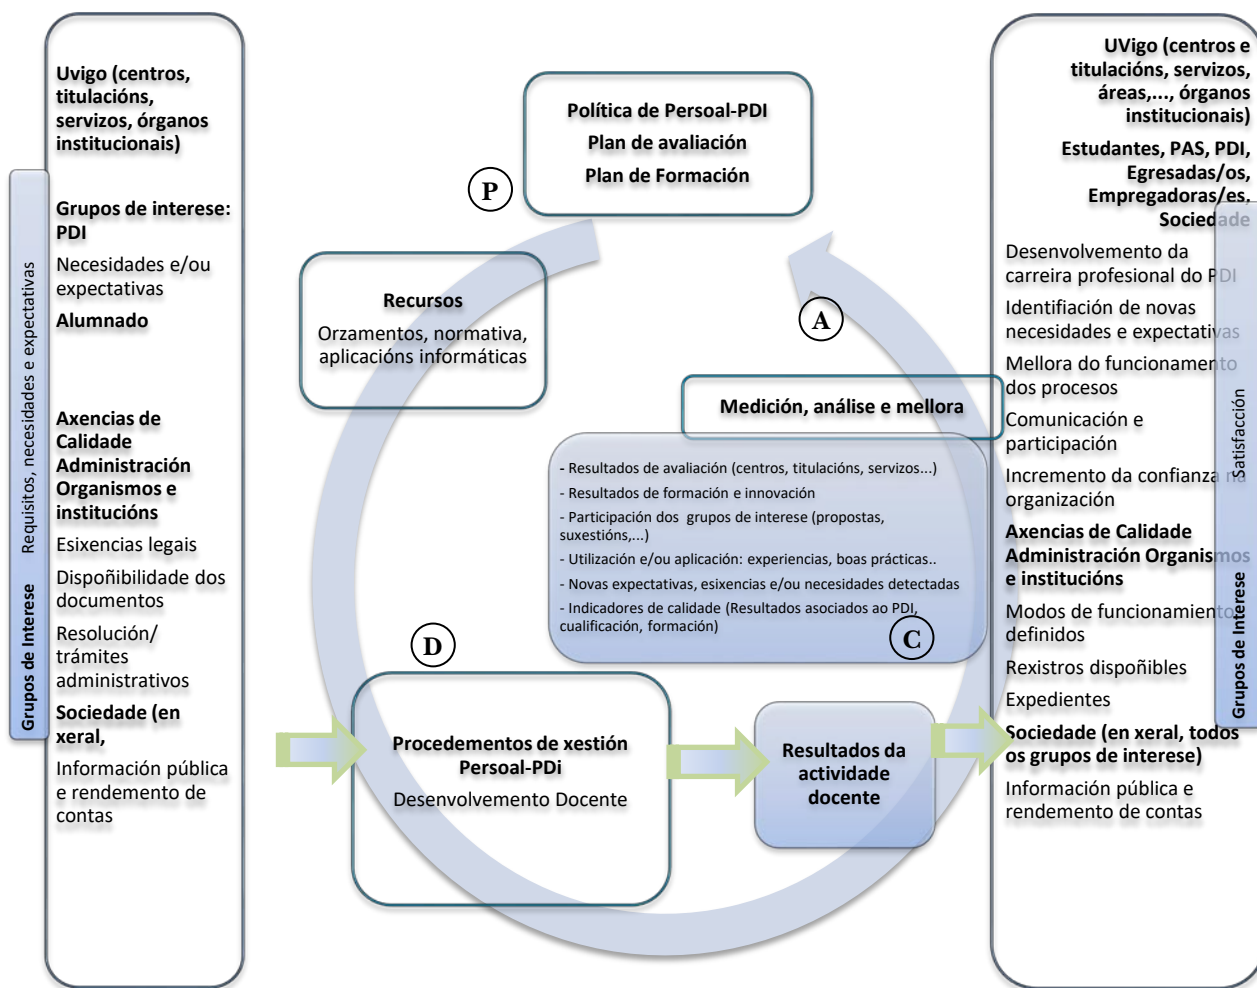 Uvigo (centros,
titulacións,
servizos, órganos
institucionais)
Grupos de interese:
PDI
Necesidades e/ou
expectativas
Alumnado
Axencias de
Calidade
Administración
Organismos e
institucións
Esixencias legais
Dispoñibilidade dos
documentos
Resolución/
trámites
administrativos
Sociedade (en
xeral,
Información pública
e rendemento de
contas
Grupos de Interese
Requisitos, necesidades e expectativas
Política de Persoal-PDI
Plan de avaliación
Plan de Formación
P
Recursos
Orzamentos, normativa,
aplicacións informáticas
A
Medición, análise e mellora
- Resultados de avaliación (centros, titulacións, servizos...)
- Resultados de formación e innovación
- Participación dos grupos de interese (propostas,
suxestións,...)
- Utilización e/ou aplicación: experiencias, boas prácticas..
- Novas expectativas, esixencias e/ou necesidades detectadas
- Indicadores de calidade (Resultados asociados ao PDI,
cualificación, formación)
C
D
Procedementos de xestión
Persoal-PDi
Desenvolvemento Docente
Resultados da
actividade
docente
UVigo (centros e
titulacións, servizos,
áreas,..., órganos
institucionais)
Estudantes, PAS, PDI,
Egresadas/os,
Empregadoras/es,
Sociedade
Desenvolvemento da
carreira profesional do PDI
Identifiación de novas
necesidades e expectativas
Mellora do funcionamento
dos procesos
Comunicación e
participación
Incremento da confianza na
organización
Axencias de Calidade
Administración Organismos
e institucións
Modos de funcionamiento
definidos
Rexistros dispoñibles
Expedientes
Sociedade (en xeral, todos
os grupos de interese)
Información pública e
rendemento de contas
Grupos de Interese
Satisfacción